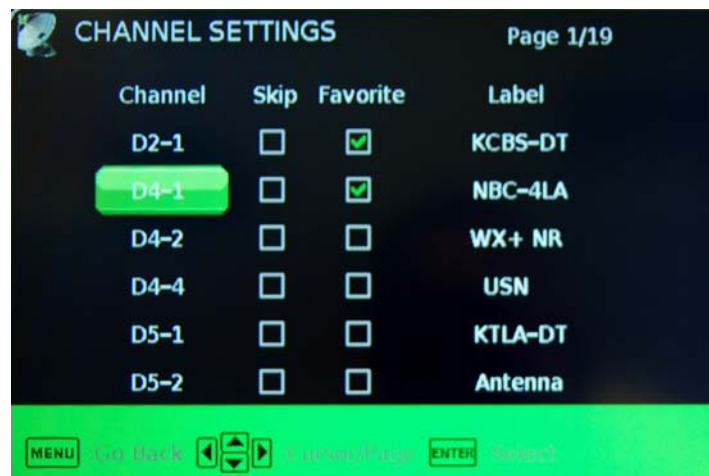 CHANNEL SETTINGS Page 1/19
Channel Skip Favorite Label
D2-1 KCBS-DT
D4-1 NBC-4LA
D4-2 WX+ NR
D4-4 USN
D5-1 KTLA-DT
D5-2 Antenna
MENU Go Back Cursor/Page ENTER Select